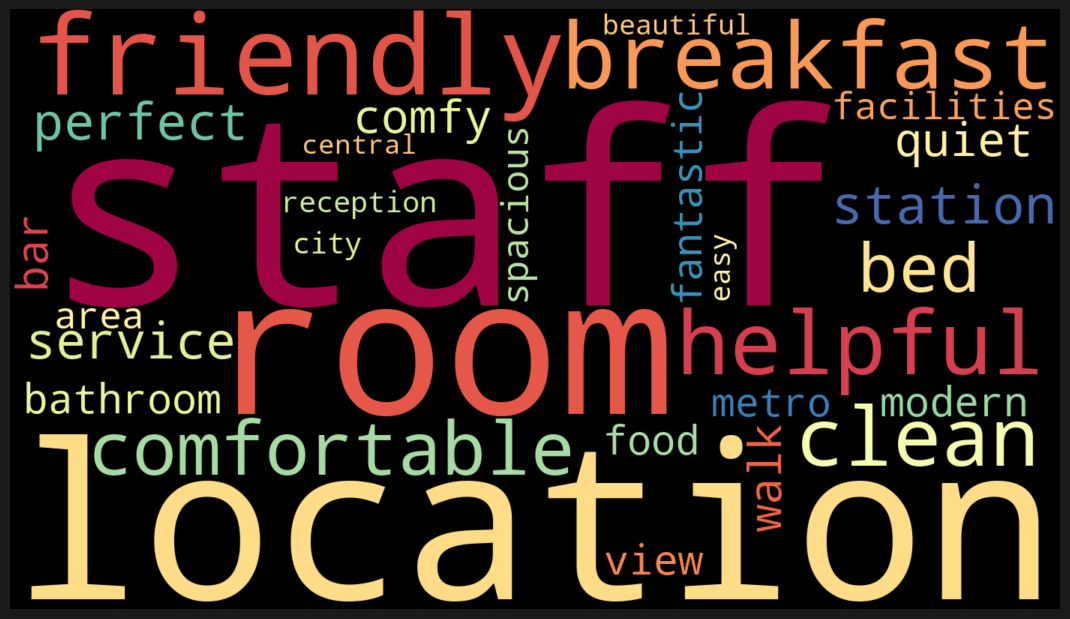 beautiful
friendly
breakfast
perfect
comfy
facilities
central
quiet
staff
spacious
fantastic
reception
station
city
bar
easy
bed
area
service
room
helpful
bathroom
metro
modern
comfortable
food
clean
walk
location
view